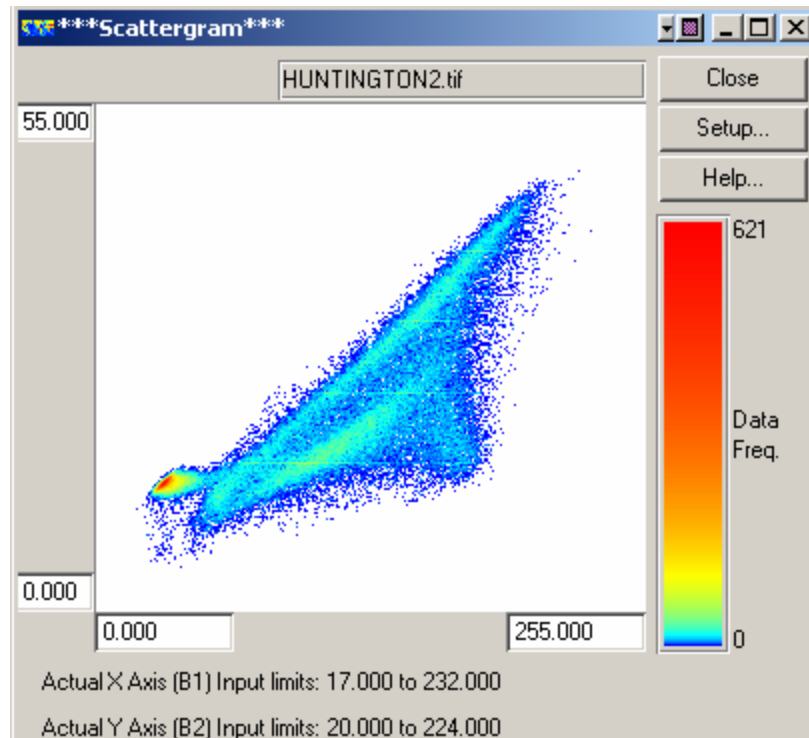 ***Scattergram***
HUNTINGTON2.tif
Close
Setup...
Help...
55.000
621
Data
Freq.
0
0.000
0.000
255.000
Actual X Axis (B1) Input limits: 17.000 to 232.000
Actual Y Axis (B2) Input limits: 20.000 to 224.000